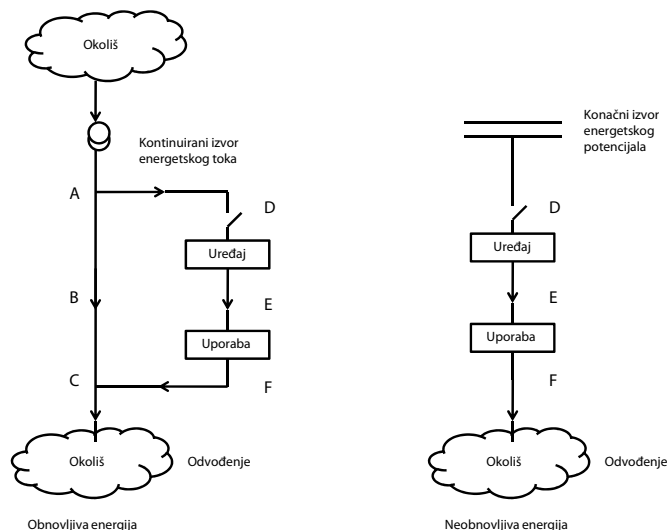 Okoliš
Kontinuirani izvor
energetskog toka
A
D
Uređaj
B
E
Uporaba
C
F
Okoliš
Odvođenje
Obnovljiva energija
Konačni izvor
energetskog
potencijala
D
Uređaj
E
Uporaba
F
Okoliš
Odvođenje
Neobnovljiva energija